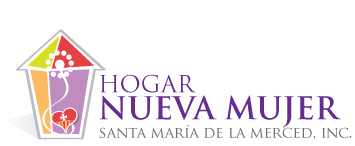 HOGAR
NUEVA MUJER
SANTA MARÍA DE LA MERCED, INC.